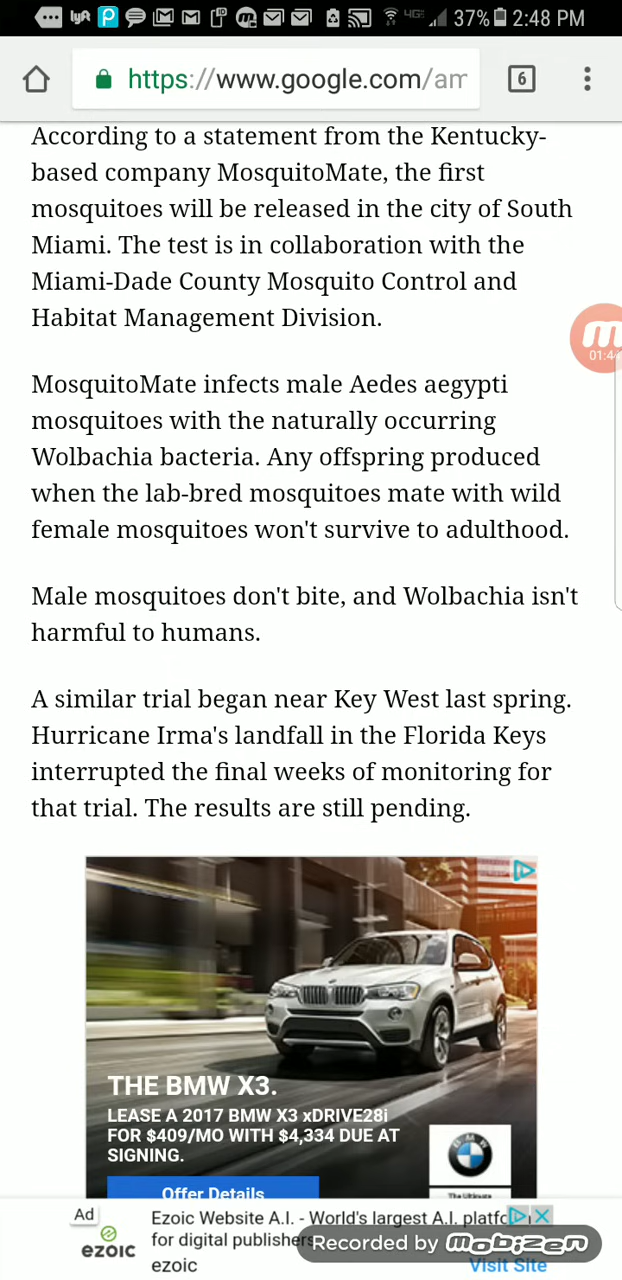 lyft
4G
37%
2:48 PM
https://www.google.com/am
6
According to a statement from the Kentucky-
based company MosquitoMate, the first
mosquitoes will be released in the city of South
Miami. The test is in collaboration with the
Miami-Dade County Mosquito Control and
Habitat Management Division.
01:44
MosquitoMate infects male Aedes aegypti
mosquitoes with the naturally occurring
Wolbachia bacteria. Any offspring produced
when the lab-bred mosquitoes mate with wild
female mosquitoes won't survive to adulthood.
Male mosquitoes don't bite, and Wolbachia isn't
harmful to humans.
A similar trial began near Key West last spring.
Hurricane Irma's landfall in the Florida Keys
interrupted the final weeks of monitoring for
that trial. The results are still pending.
THE BMW X3.
LEASE A 2017 BMW X3 xDRIVE28i
FOR $409/MO WITH $4,334 DUE AT
SIGNING.
BMW
The Ultimate
Offer Details
Ad
Ezoic Website A.I. - World's largest A.I. platfo
for digital publishers
ezoic
ezoic
Recorded by Mobizen
Visit Site